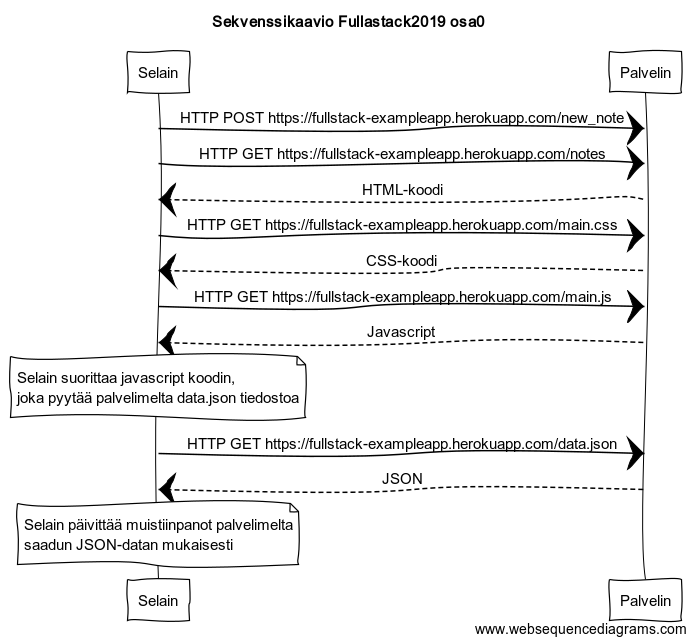 Sekvenssikaavio Fullastack2019 osa0
Selain
Palvelin
HTTP POST https://fullstack-exampleapp.herokuapp.com/new_note
HTTP GET https://fullstack-exampleapp.herokuapp.com/notes
HTML-koodi
HTTP GET https://fullstack-exampleapp.herokuapp.com/main.css
CSS-koodi
HTTP GET https://fullstack-exampleapp.herokuapp.com/main.js
Javascript
Selain suorittaa javascript koodin,
joka pyytää palvelimelta data.json tiedostoa
HTTP GET https://fullstack-exampleapp.herokuapp.com/data.json
JSON
Selain päivittää muistiinpanot palvelimelta
saadun JSON-datan mukaisesti
Selain
Palvelin
www.websequencediagrams.com